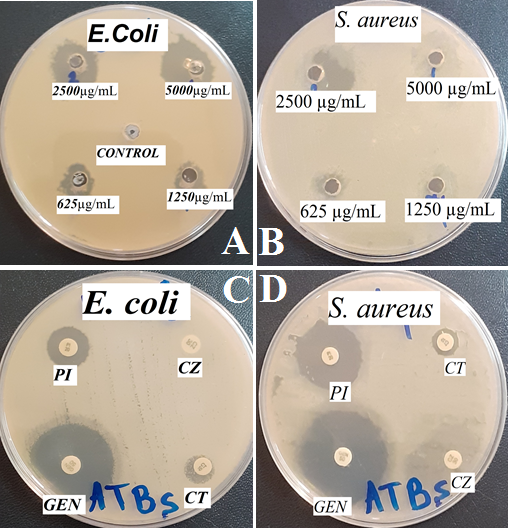 E.Coli
2500µg/mL
5000µg/mL
CONTROL
625µg/mL
1250µg/mL
A
S. aureus
2500 µg/mL
5000 µg/mL
625 µg/mL
1250 µg/mL
B
C
E. coli
PI
CZ
GEN
ATBs
CT
D
S. aureus
PI
CT
GEN
ATBs
CZ